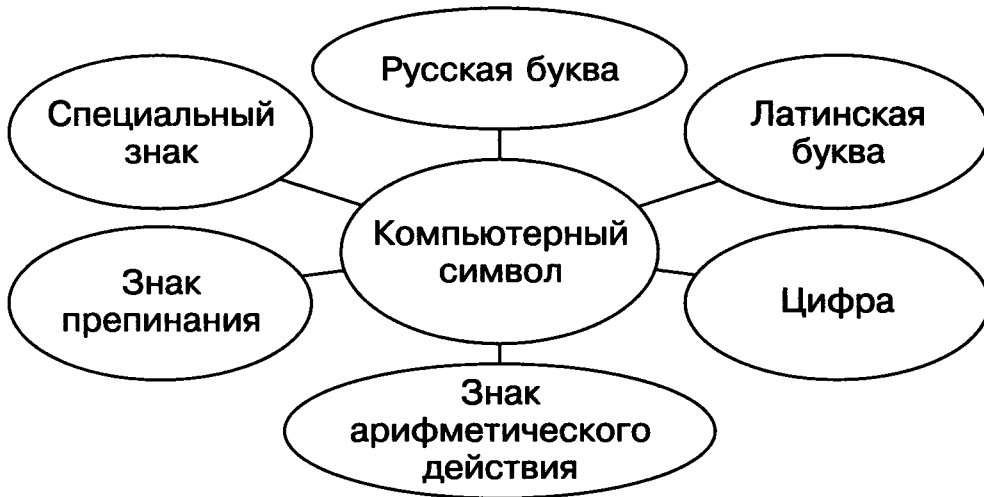 Русская буква
Специальный
знак
Латинская
буква
Компьютерный
символ
Знак
препинания
Цифра
Знак
арифметического
действия